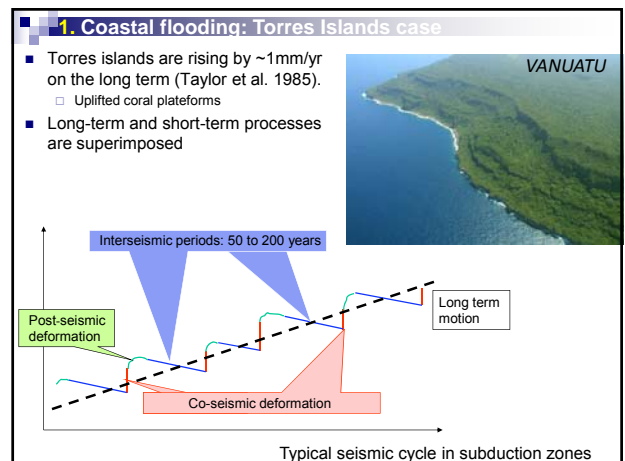 1. Coastal flooding: Torres Islands case
Torres islands are rising by ~1mm/yr
on the long term (Taylor et al. 1985).
Uplifted coral plateforms
Long-term and short-term processes
are superimposed
VANUATU
Interseismic periods: 50 to 200 years
Long term
motion
Post-seismic
deformation
Co-seismic deformation
Typical seismic cycle in subduction zones